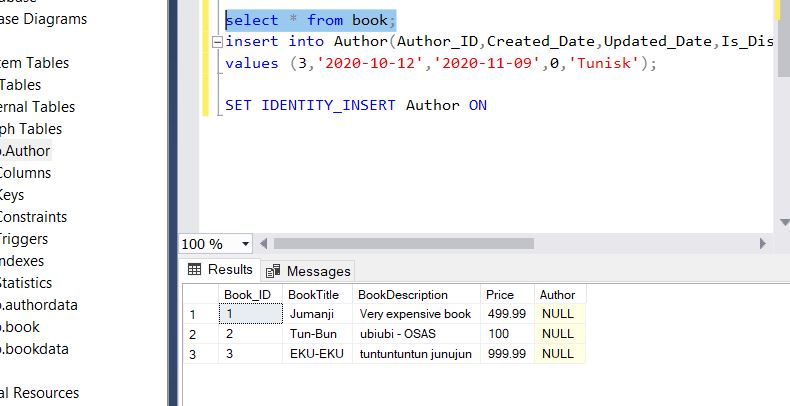 ase Diagrams
tem Tables
Tables
ernal Tables
ph Tables
.Author
Columns
Keys
Constraints
Triggers
ndexes
Statistics
.authordata
.book
.bookdata
al Resources
select * from book;
insert into Author(Author_ID,Created_Date,Updated_Date,Is_Dis
values (3,'2020-10-12','2020-11-09',0,'Tunisk');
SET IDENTITY_INSERT Author ON
100 %
Results Messages
Book_ID BookTitle BookDescription Price Author
1 1 Jumanji Very expensive book 499.99 NULL
2 2 Tun-Bun ubiubi - OSAS 100 NULL
3 3 EKU-EKU tuntuntuntun junujun 999.99 NULL